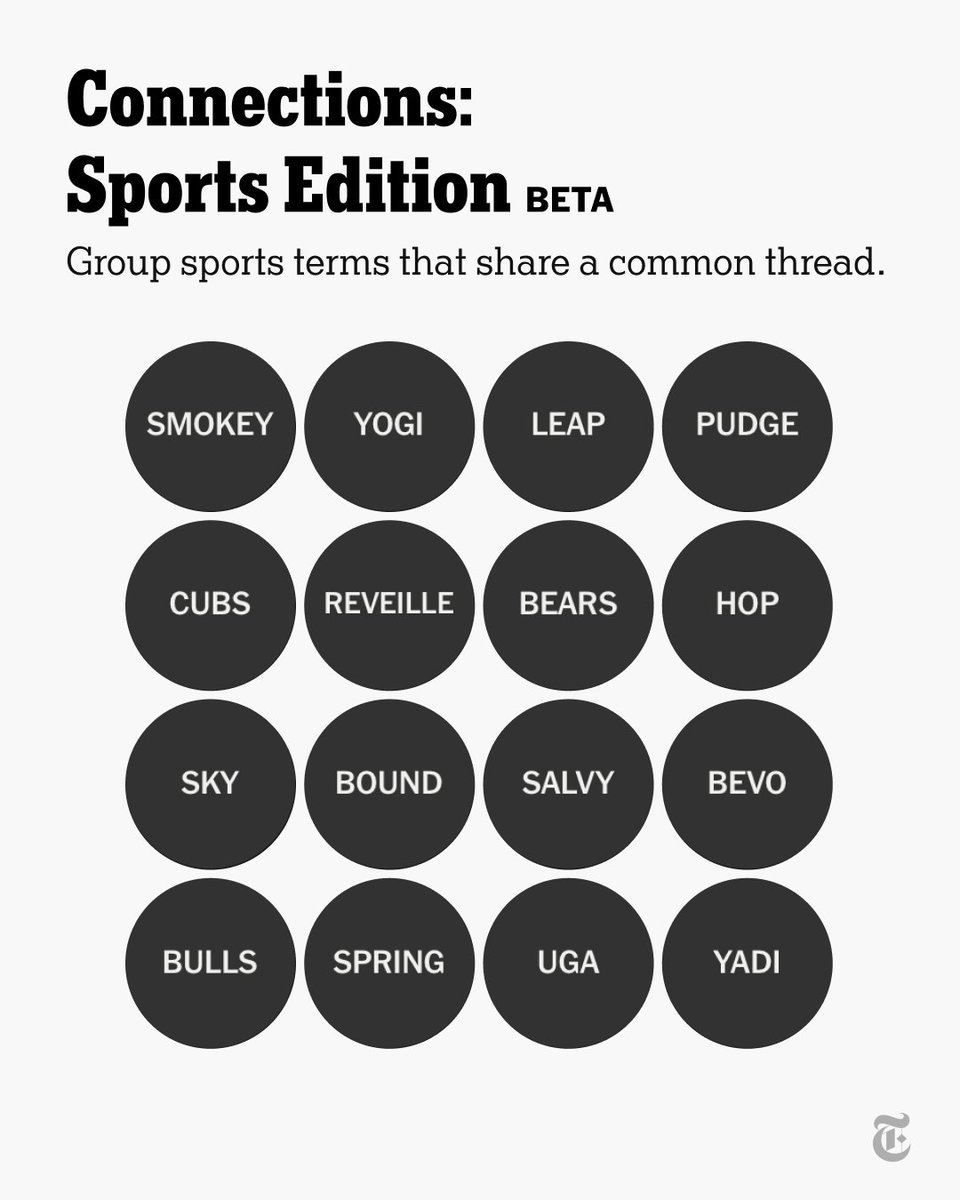 Connections:
Sports Edition BETA
Group sports terms that share a common thread.
SMOKEY YOGI LEAP PUDGE
CUBS REVEILLE BEARS HOP
SKY BOUND SALVY BEVO
BULLS SPRING UGA YADI
T